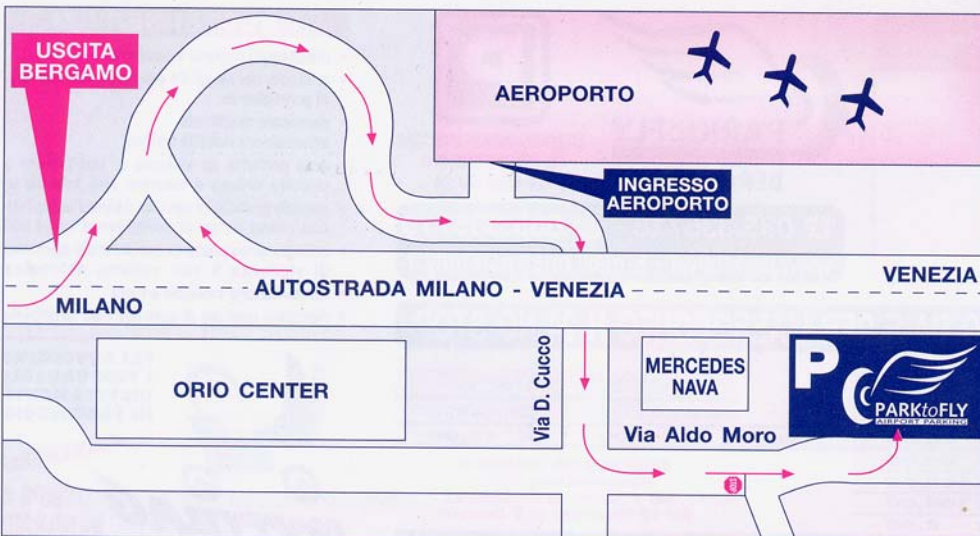 USCITA
BERGAMO
AEROPORTO
INGRESSO
AEROPORTO
AUTOSTRADA MILANO - VENEZIA
VENEZIA
MILANO
ORIO CENTER
Via D. Cucco
MERCEDES
NAVA
P
PARKtoFLY
AIRPORT PARKING
Via Aldo Moro
STOP